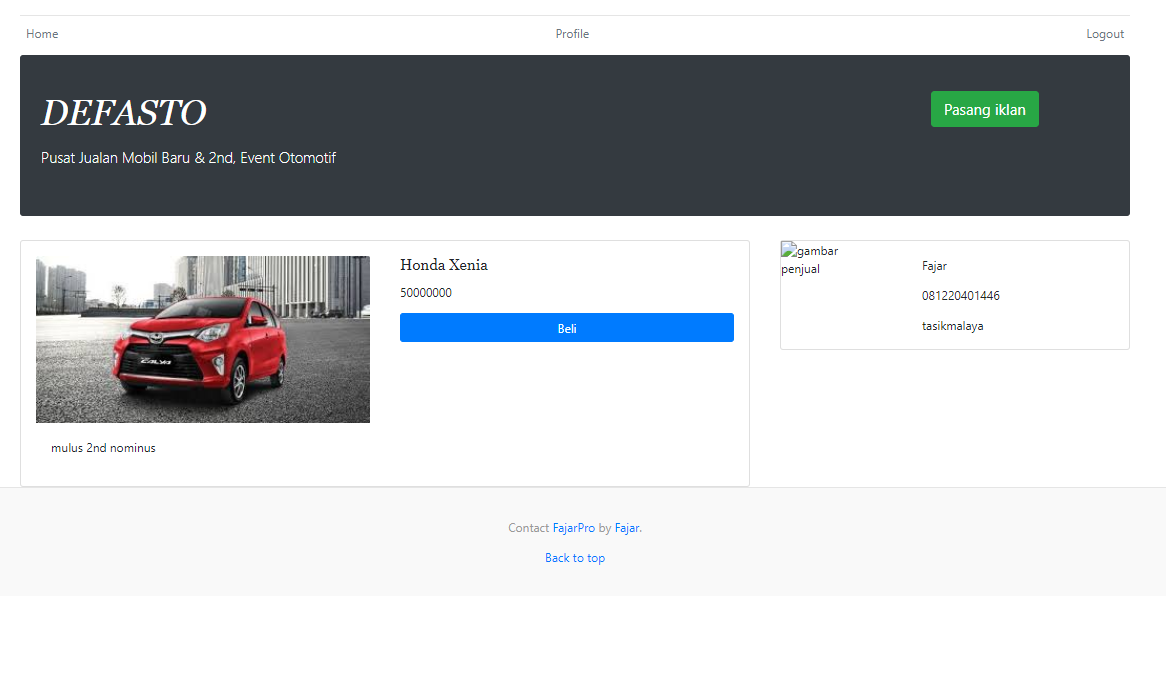 Home
Profile
Logout
DEFASTO
Pasang iklan
Pusat Jualan Mobil Baru & 2nd, Event Otomotif
Honda Xenia
50000000
Beli
CALYA
mulus 2nd nominus
gambar
penjual
Fajar
081220401446
tasikmalaya
Contact FajarPro by Fajar.
Back to top